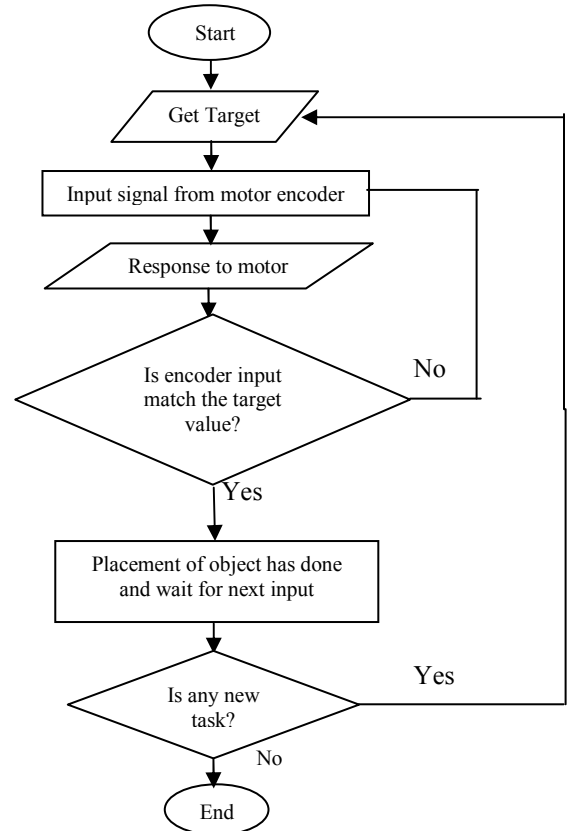 Start
Get Target
Input signal from motor encoder
Response to motor
Is encoder input
match the target
value?
No
Yes
Placement of object has done
and wait for next input
Is any new
task?
Yes
No
End